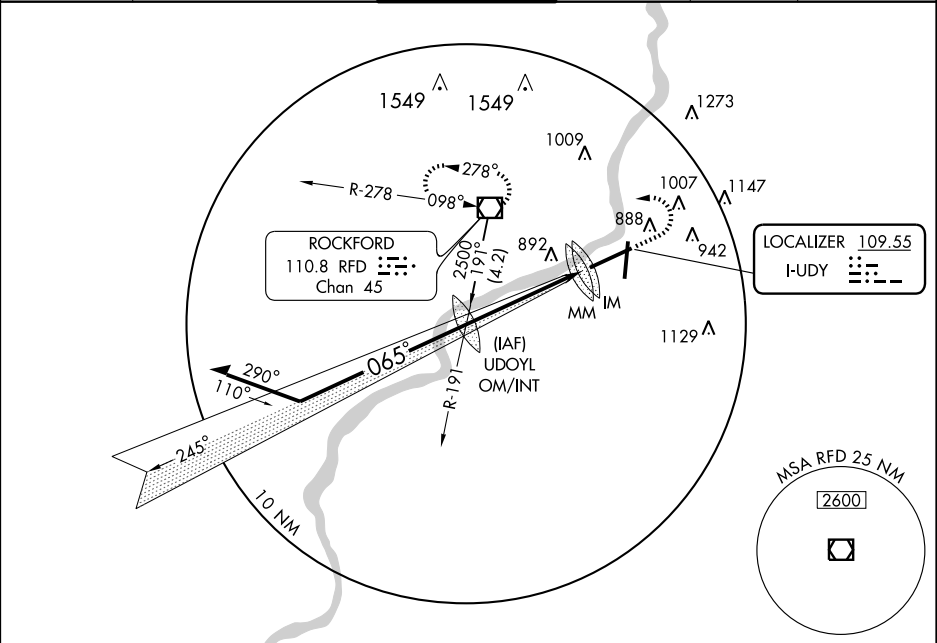 1549
1549
1273
1009
278°
R-278
098°
1007
1147
888
942
892
ROCKFORD
110.8 RFD
Chan 45
LOCALIZER 109.55
I-UDY
2500
191°
(4.2)
MM
IM
1129
(IAF)
UDOYL
OM/INT
065°
290°
110°
R-191
245°
10 NM
MSA RFD 25 NM
2600